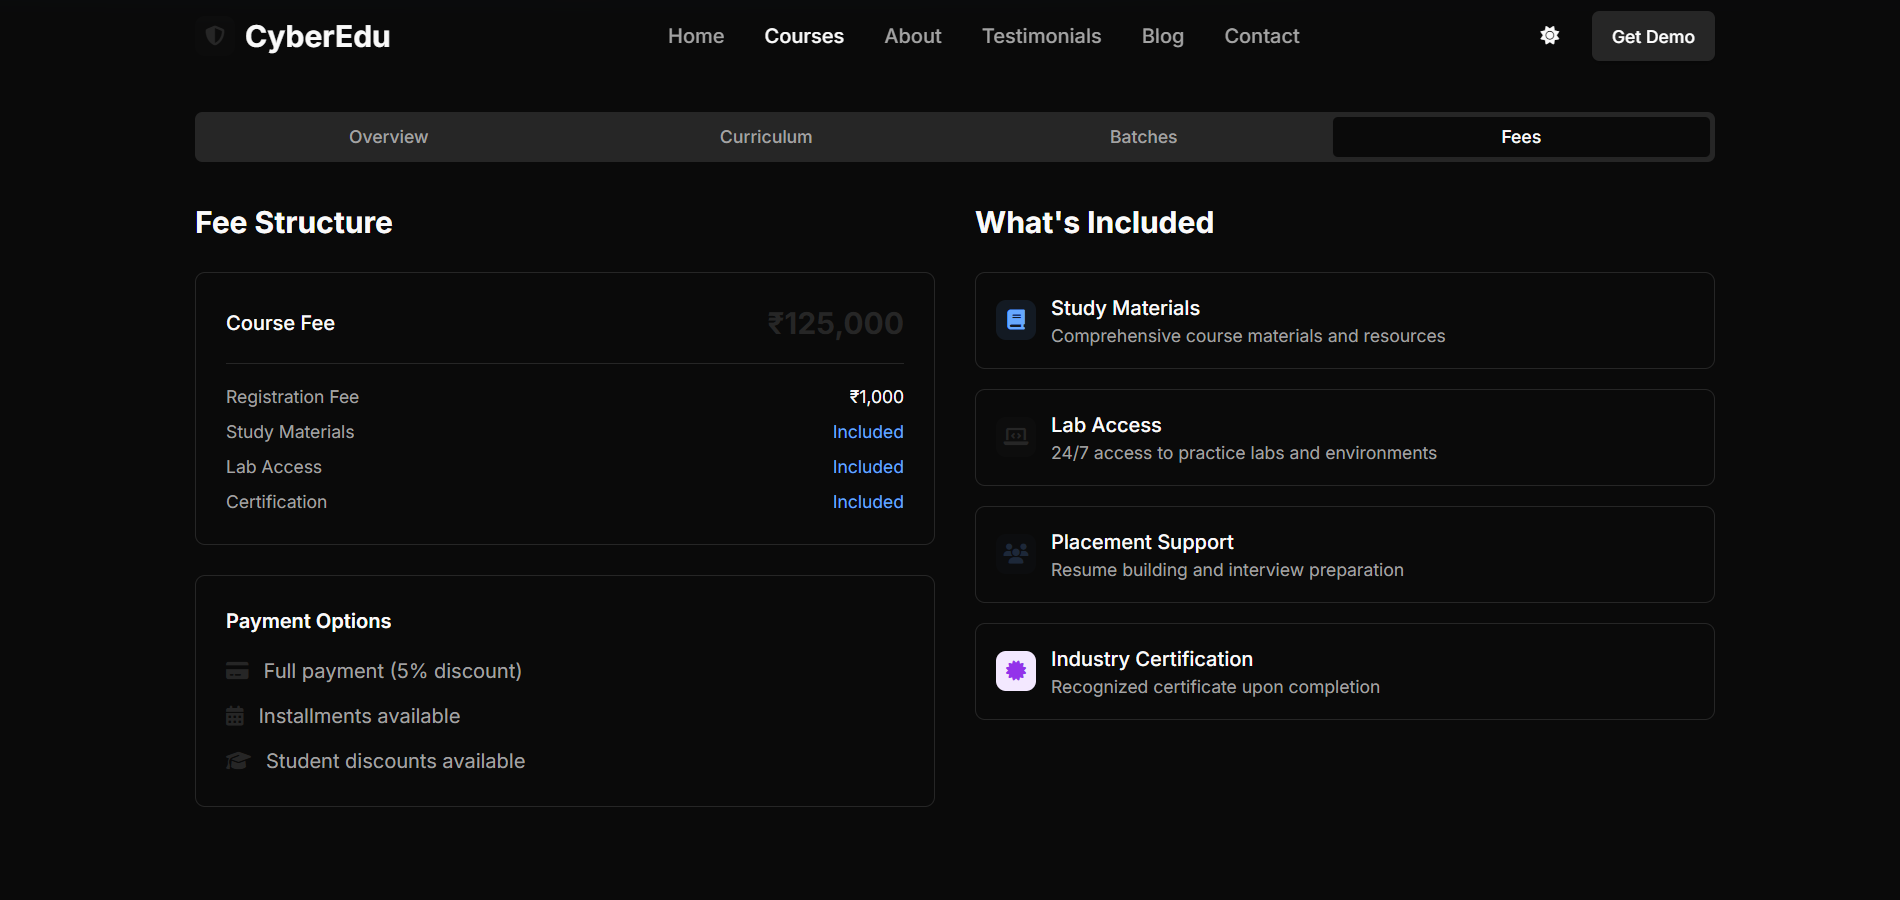 CyberEdu
Home
Courses
About
Testimonials
Blog
Contact
Get Demo
Overview
Curriculum
Batches
Fees
Fee Structure
Course Fee
₹125,000
Registration Fee
₹1,000
Study Materials
Included
Lab Access
Included
Certification
Included
Payment Options
Full payment (5% discount)
Installments available
Student discounts available
What's Included
Study Materials
Comprehensive course materials and resources
Lab Access
24/7 access to practice labs and environments
Placement Support
Resume building and interview preparation
Industry Certification
Recognized certificate upon completion